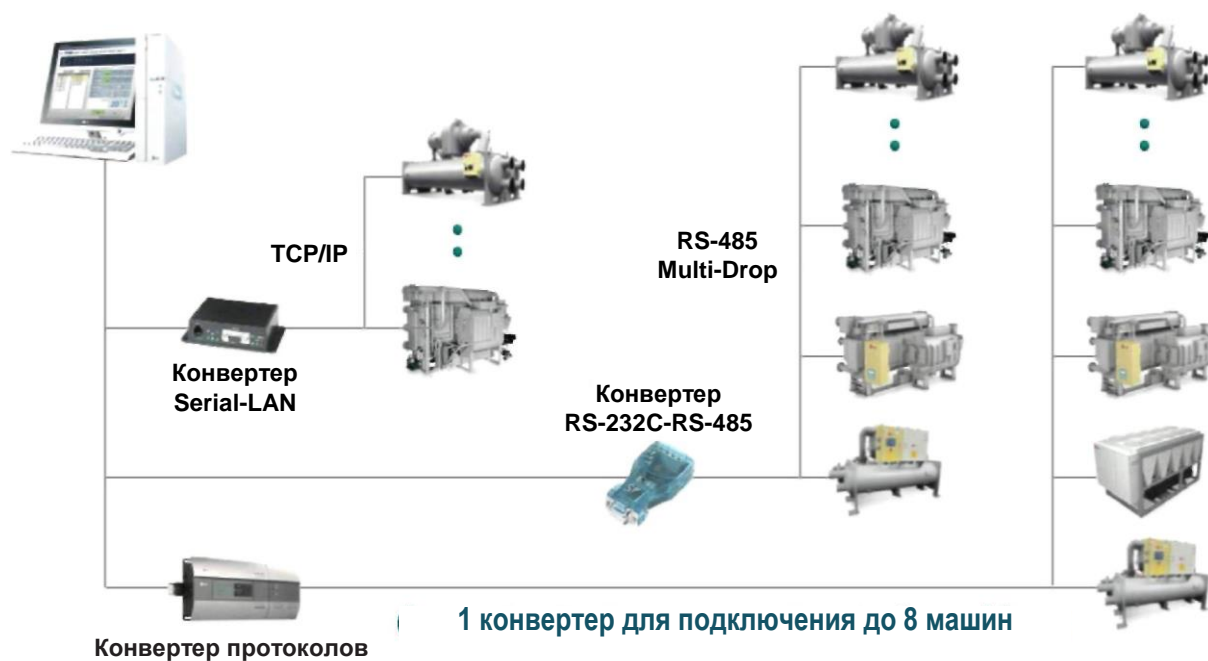 TCP/IP
RS-485
Multi-Drop
Конвертер
Serial-LAN
Конвертер
RS-232C-RS-485
1 конвертер для подключения до 8 машин
Конвертер протоколов